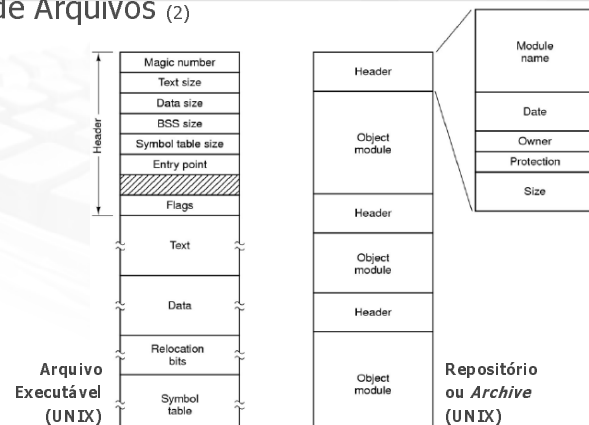 de Arquivos (2)
Header
Magic number
Text size
Data size
BSS size
Symbol table size
Entry point
Flags
Text
Data
Relocation
bits
Symbol
table
Arquivo
Executável
(UNIX)
Header
Object
module
Header
Object
module
Header
Object
module
Module
name
Date
Owner
Protection
Size
Repositório
ou Archive
(UNIX)